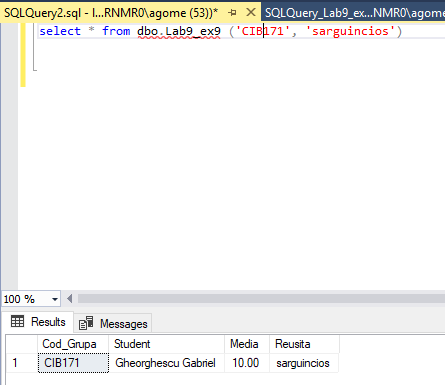 SQLQuery2.sql - I...RNMR0\agome (53))* SQLQuery_Lab9_ex...NMR0\agome
select * from dbo.Lab9_ex9 ('CIB171', 'sarguincios')
100 %
Results Messages
Cod_Grupa Student Media Reusita
1 CIB171 Gheorghescu Gabriel 10.00 sarguincios